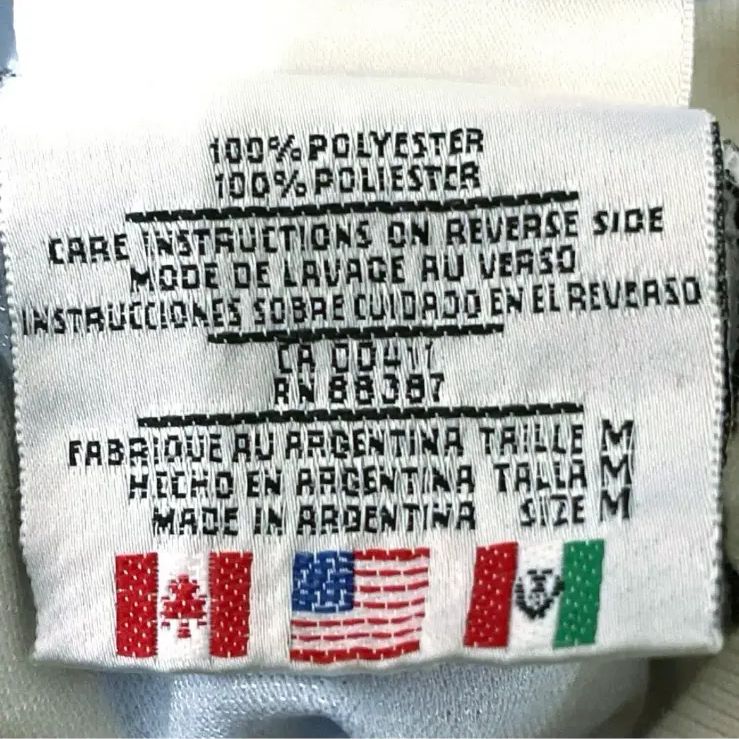 100% POLYESTER
100% POLIESTER
CARE INSTRUCTIONS ON REVERSE SIDE
MODE DE LAVAGE AU VERSO
INSTRUCCIONES SOBRE CUIDADO EN EL REVERSO
CA 00411
RN 88387
FABRIQUE AU ARGENTINA TAILLE M
HECHO EN ARGENTINA TALLA M
MADE IN ARGENTINA SIZE M